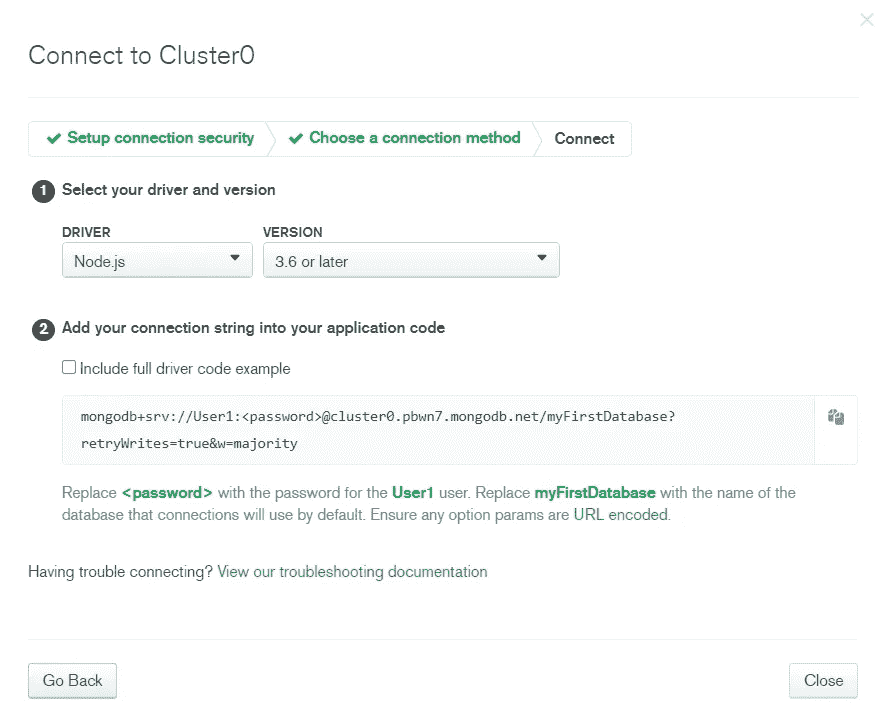 Connect to Cluster0
✔ Setup connection security ✔ Choose a connection method Connect
1 Select your driver and version
DRIVER VERSION
Node.js 3.6 or later
2 Add your connection string into your application code
Include full driver code example
mongodb+srv://User1:<password>@cluster0.pbwn7.mongodb.net/myFirstDatabase?
retryWrites=true&w=majority
Replace <password> with the password for the User1 user. Replace myFirstDatabase with the name of the
database that connections will use by default. Ensure any option params are URL encoded.
Having trouble connecting? View our troubleshooting documentation
Go Back Close